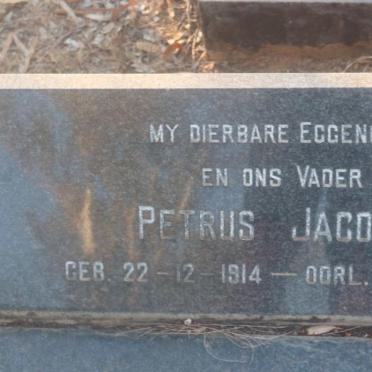 MY DIERBARE EGGEN
EN ONS VADER
PETRUS JACO
GEB. 22-12-1914 — OORL.